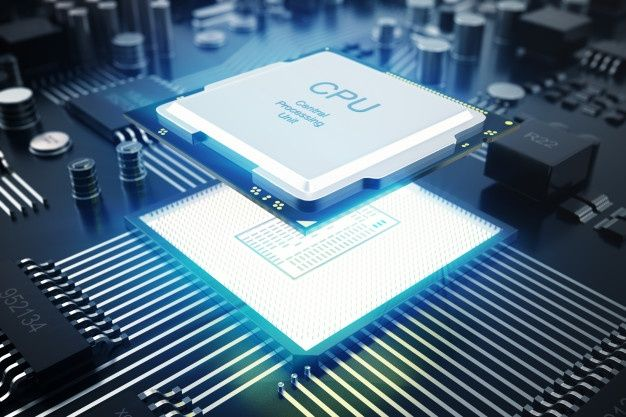 CPU
Central
Processing
Unit
R22
952134